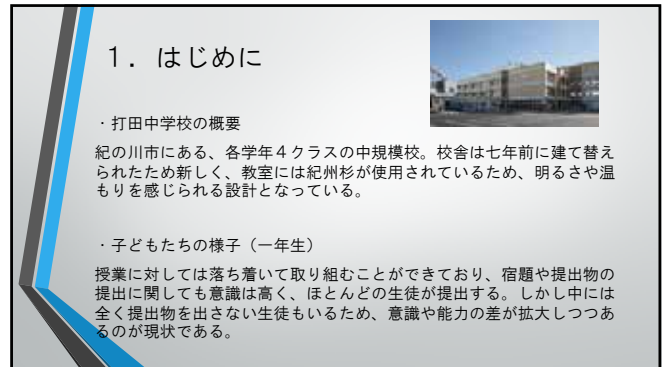 １．はじめに
・打田中学校の概要
紀の川市にある、各学年４クラスの中規模校。校舎は七年前に建て替え
られたため新しく、教室には紀州杉が使用されているため、明るさや温
もりを感じられる設計となっている。
・子どもたちの様子（一年生）
授業に対しては落ち着いて取り組むことができており、宿題や提出物の
提出に関しても意識は高く、ほとんどの生徒が提出する。しかし中には
全く提出物を出さない生徒もいるため、意識や能力の差が拡大しつつあ
るのが現状である。